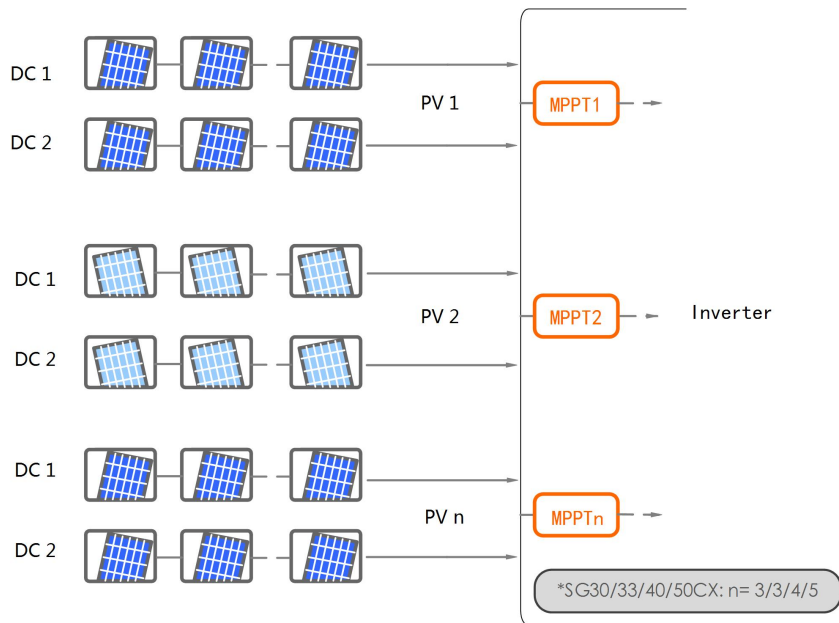 DC 1
PV 1
MPPT1
DC 2
DC 1
PV 2
MPPT2
Inverter
DC 2
DC 1
PV n
MPPTn
DC 2
*SG30/33/40/50CX: n= 3/3/4/5